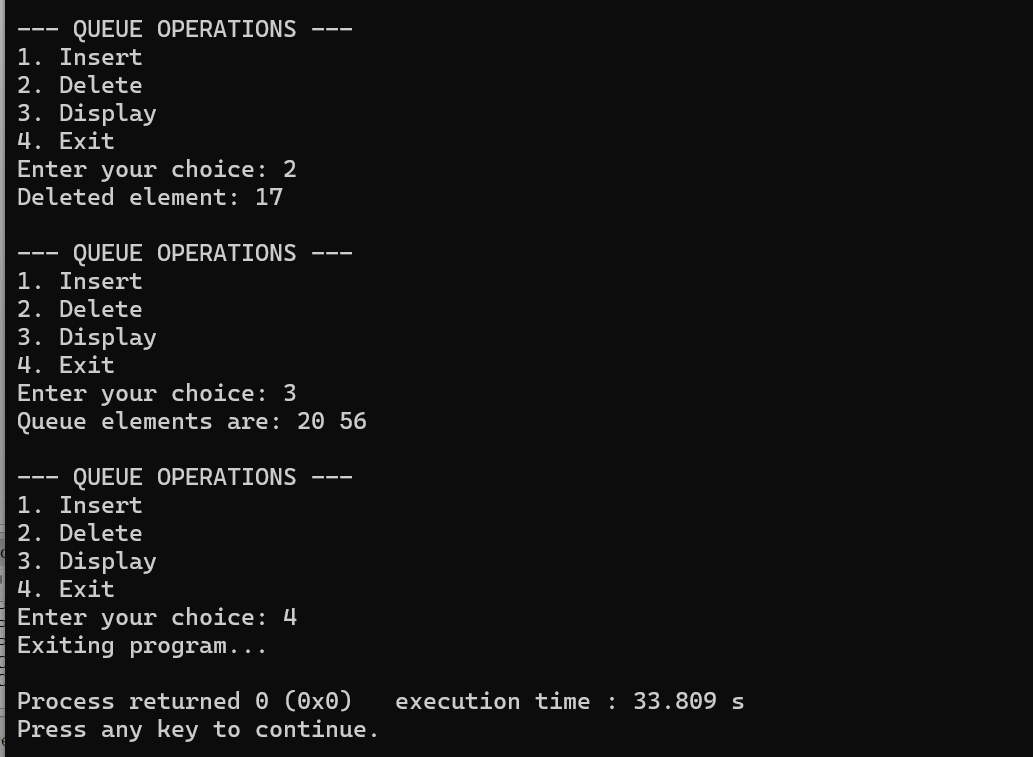 --- QUEUE OPERATIONS ---
1. Insert
2. Delete
3. Display
4. Exit
Enter your choice: 2
Deleted element: 17

--- QUEUE OPERATIONS ---
1. Insert
2. Delete
3. Display
4. Exit
Enter your choice: 3
Queue elements are: 20 56

--- QUEUE OPERATIONS ---
1. Insert
2. Delete
3. Display
4. Exit
Enter your choice: 4
Exiting program...

Process returned 0 (0x0)   execution time : 33.809 s
Press any key to continue.